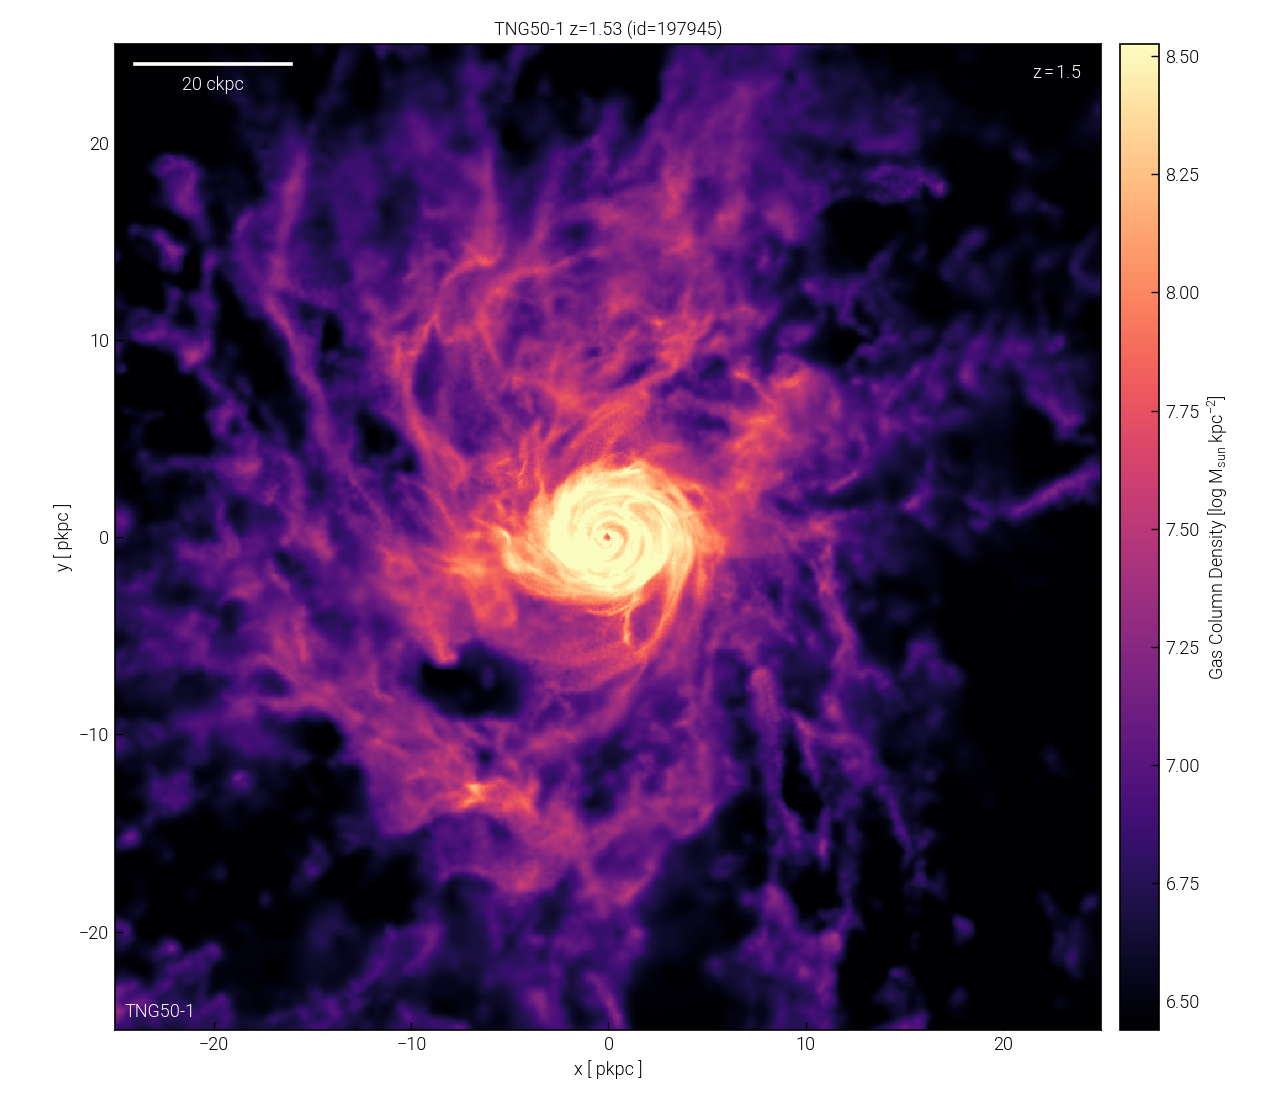 TNG50-1 z=1.53 (id=197945)
20 ckpc
z=1.5
TNG50-1
y [ pkpc ]
20
10
0
−10
−20
−20
−10
0
10
20
x [ pkpc ]
8.50
8.25
8.00
7.75
7.50
7.25
7.00
6.75
6.50
Gas Column Density [log M_sun kpc^−2]